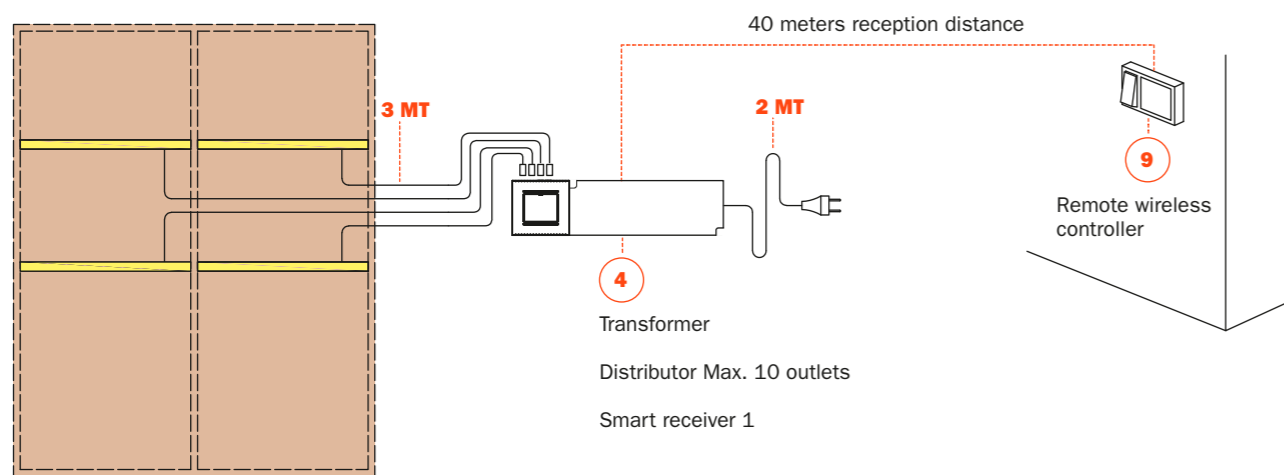 40 meters reception distance
3 MT
2 MT
9
Remote wireless
controller
4
Transformer
Distributor Max. 10 outlets
Smart receiver 1